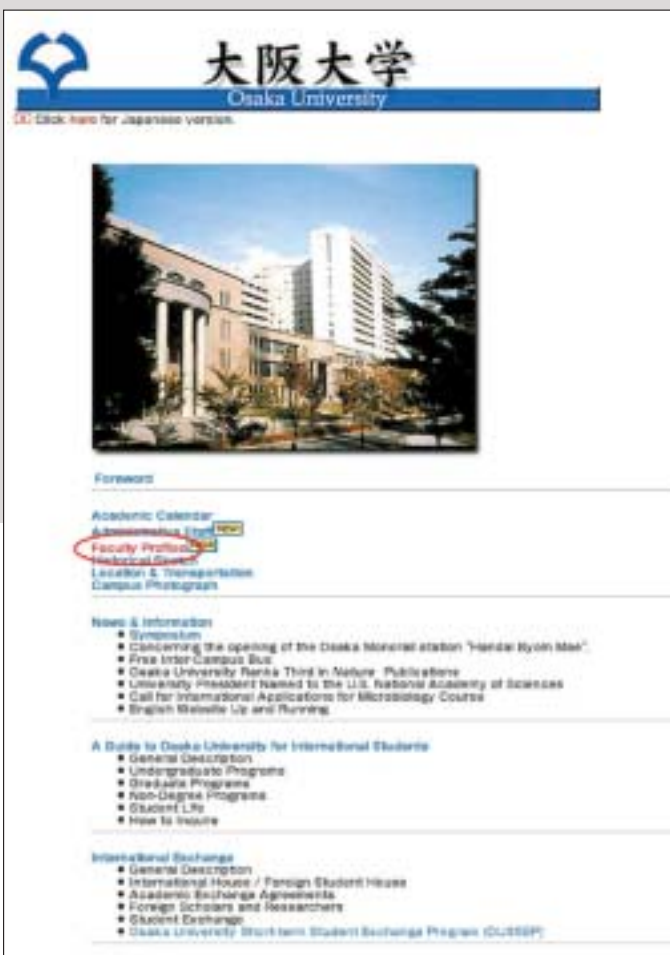 大阪大学
Osaka University
Click here for Japanese version.
Foreword
Academic Calendar
Administrative Staff NEW!
Faculty Profiles
Historical Sketch
Location & Transportation
Campus Photograph
News & Information
Symposium
Concerning the opening of the Osaka Monorail station "Handai Byoin Mae".
Free Inter-Campus Bus
Osaka University Ranks Third in Nature Publications
University President Named to the U.S. National Academy of Sciences
Call for International Applications for Microbiology Course
English Website Up and Running
A Guide to Osaka University for International Students
General Description
Undergraduate Programs
Graduate Programs
Non-Degree Programs
Student Life
How to Inquire
International Exchange
General Description
International House / Foreign Student House
Academic Exchange Agreements
Foreign Scholars and Researchers
Student Exchange
Osaka University Short-term Student Exchange Program (OUSSEP)